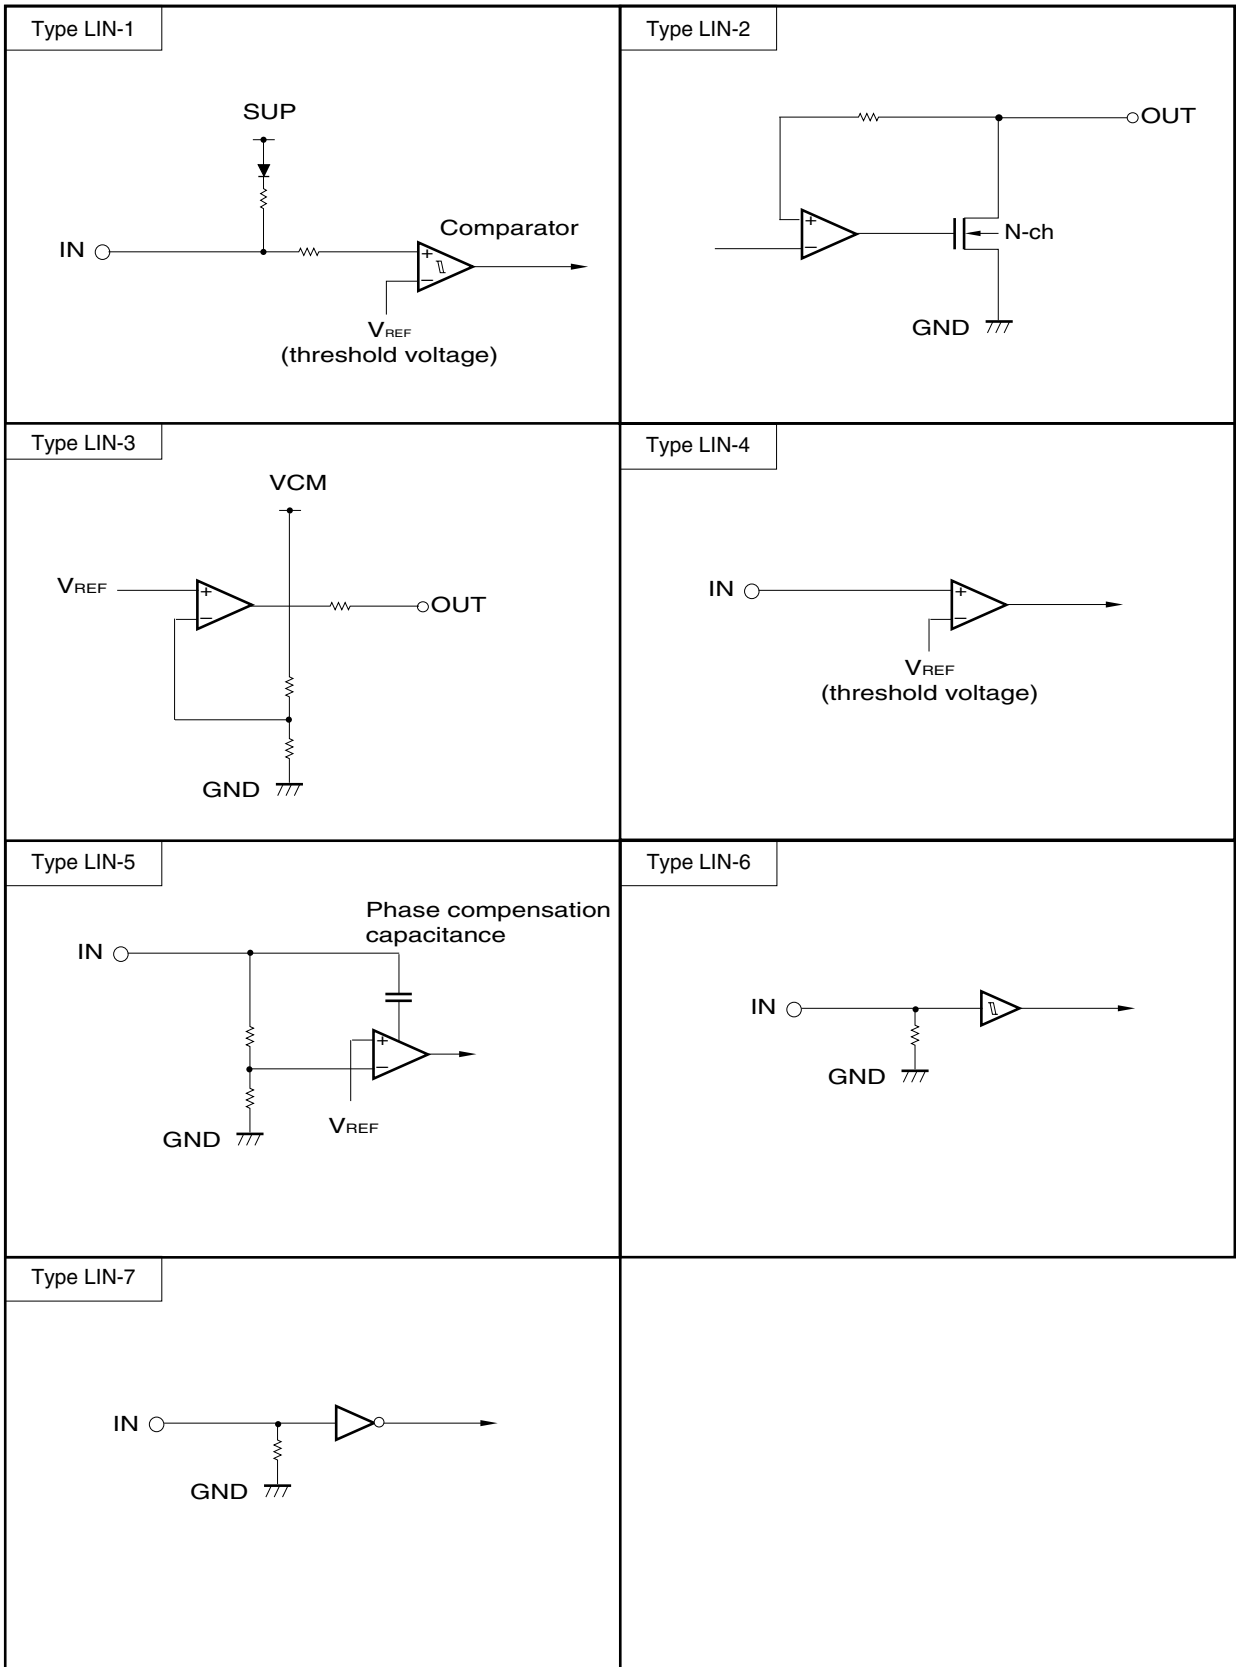 Type LIN-1
SUP
IN
Comparator
+
−
VREF
(threshold voltage)
Type LIN-2
OUT
+
−
N-ch
GND
Type LIN-3
VCM
VREF
+
−
OUT
GND
Type LIN-4
IN
+
−
VREF
(threshold voltage)
Type LIN-5
Phase compensation
capacitance
IN
+
−
VREF
GND
Type LIN-6
IN
GND
Type LIN-7
IN
GND